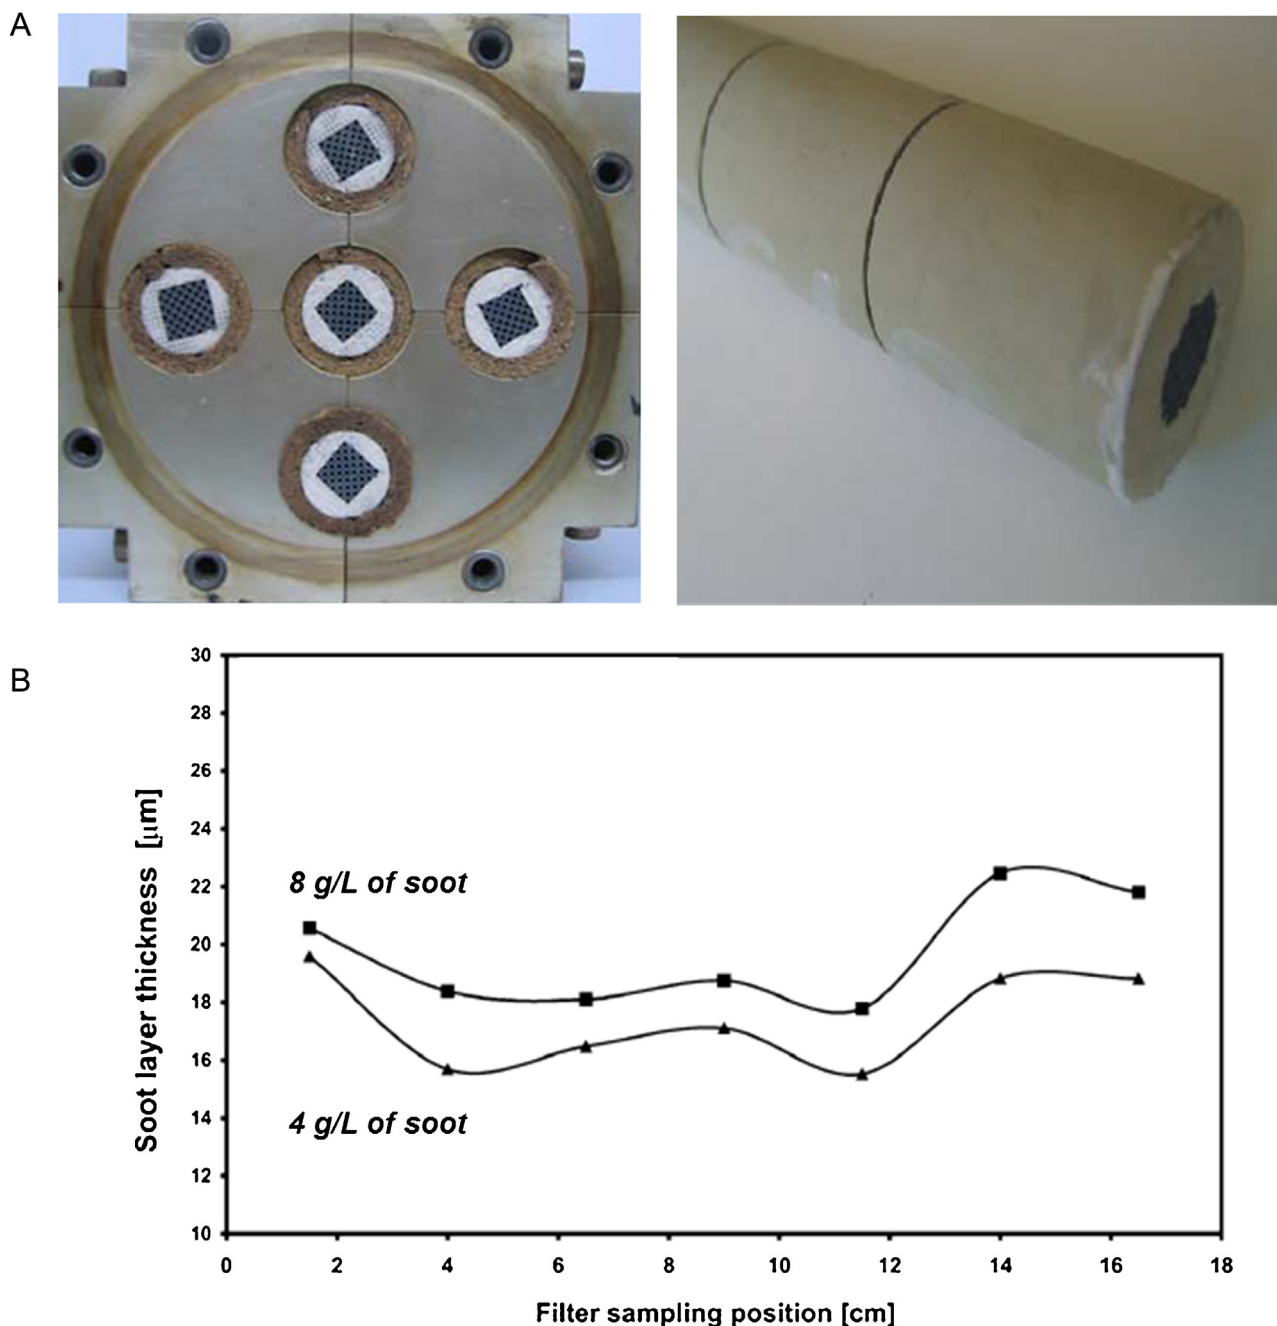 A
B
30
28
26
24
22
20
18
16
14
12
10
Soot layer thickness [μm]
8 g/L of soot
4 g/L of soot
0 2 4 6 8 10 12 14 16 18
Filter sampling position [cm]